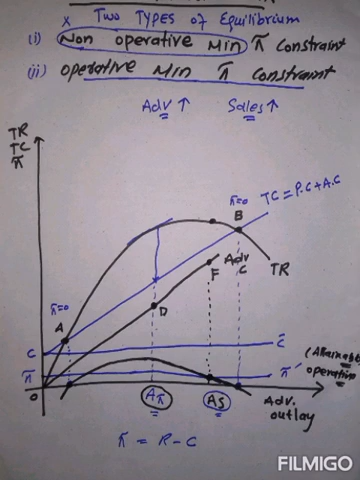 x Two Types of Equilibrium
(i) Non operative Min π Constraint
(ii) operative Min π Constraint
Adv ↑ Sales ↑
TR
TC
π
π=0
B
TC = P.C + A.C
TR
Adv
C
F
D
π=0
A
C
C̄
(Attainable
π̄
π̄'
operative
O
Aπ
As
Adv.
outlay
π = R - C
FILMIGO